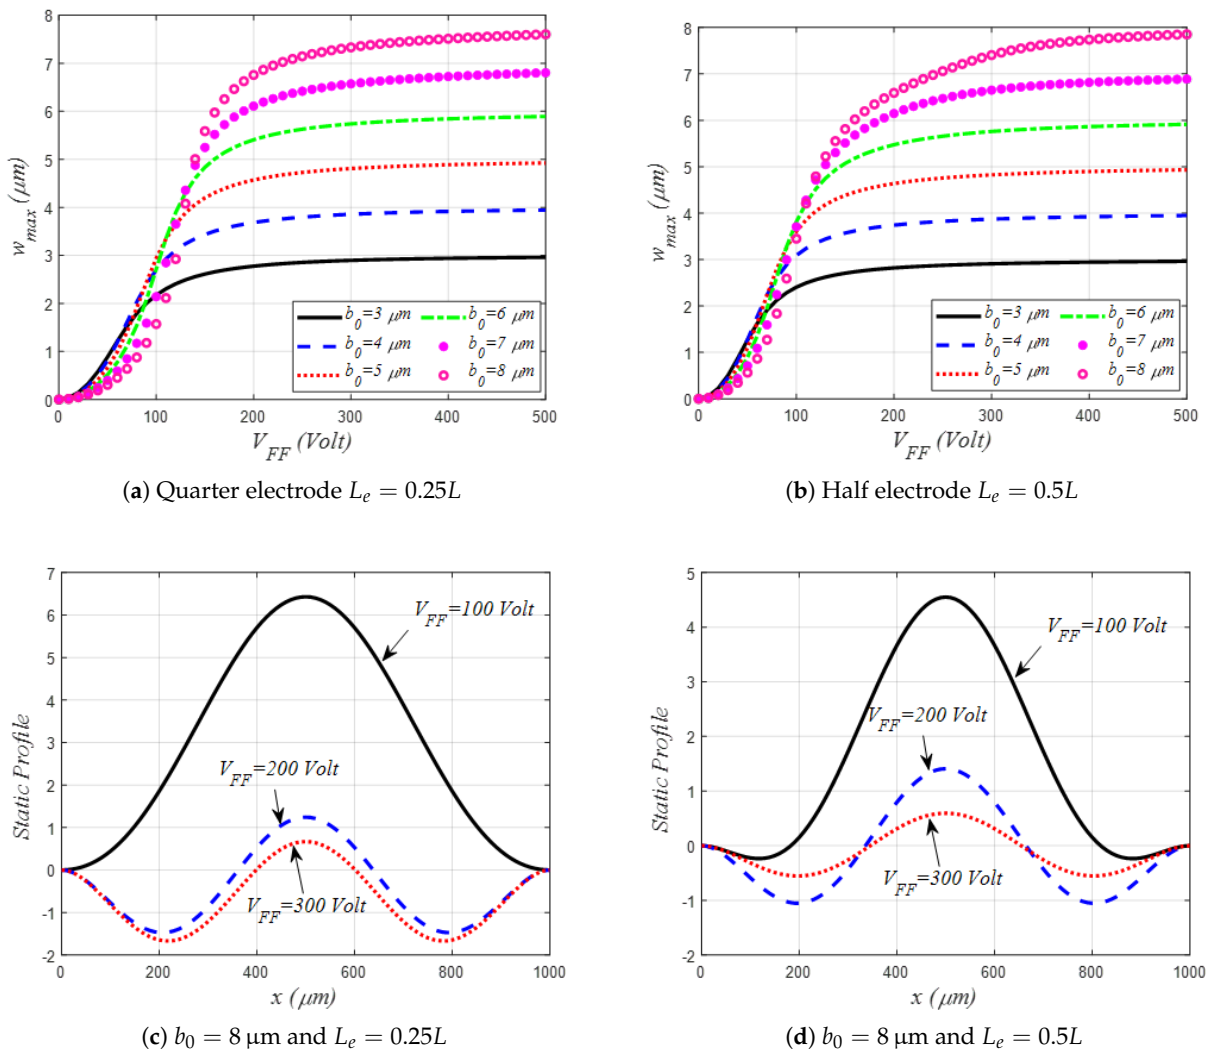 8
7
6
5
4
3
2
1
0
w_max (μm)
0 100 200 300 400 500
V_FF (Volt)
b_0=3 μm b_0=6 μm
b_0=4 μm b_0=7
b_0=5 μm b_0=8
(a) Quarter electrode L_e = 0.25L
8
7
6
5
4
3
2
1
0
w_max (μm)
0 100 200 300 400 500
V_FF (Volt)
b_0=3 μm b_0=6 μm
b_0=4 μm b_0=7
b_0=5 μm b_0=8
(b) Half electrode L_e = 0.5L
7
6
5
4
3
2
1
0
-1
-2
Static Profile
V_FF=100 Volt
V_FF=200 Volt
V_FF=300 Volt
0 200 400 600 800 1000
x (μm)
(c) b_0 = 8 μm and L_e = 0.25L
5
4
3
2
1
0
-1
-2
Static Profile
V_FF=100 Volt
V_FF=200 Volt
V_FF=300 Volt
0 200 400 600 800 1000
x (μm)
(d) b_0 = 8 μm and L_e = 0.5L